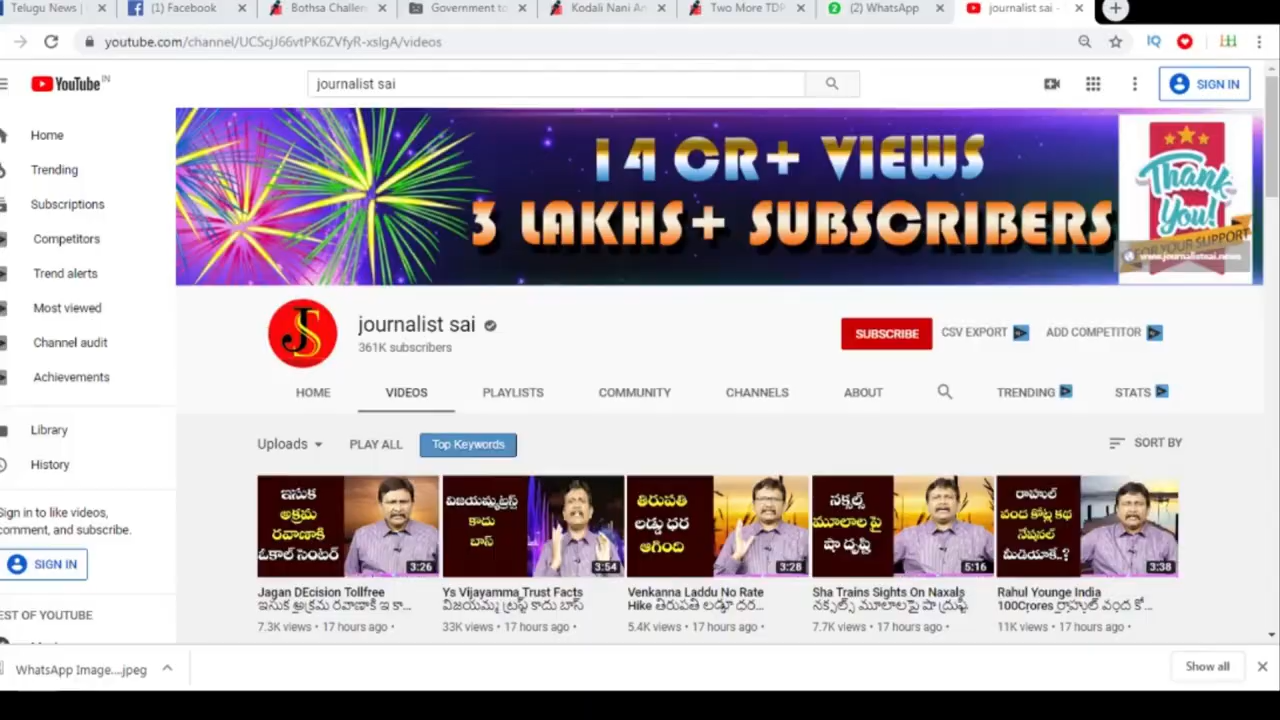 Telugu News |
(1) Facebook
Bothsa Challen
Government to
Kodali Nani An
Two More TDP
(2) WhatsApp
journalist sai -
youtube.com/channel/UCScjJ66vtPK6ZVfyR-xslgA/videos
YouTube IN
journalist sai
SIGN IN
Home
Trending
Subscriptions
Competitors
Trend alerts
Most viewed
Channel audit
Achievements
Library
History
Sign in to like videos,
comment, and subscribe.
SIGN IN
EST OF YOUTUBE
14 CR+ VIEWS
3 LAKHS+ SUBSCRIBERS
Thank
You!
FOR YOUR SUPPORT
www.journalistsai.news
JS
journalist sai
361K subscribers
SUBSCRIBE
CSV EXPORT
ADD COMPETITOR
HOME
VIDEOS
PLAYLISTS
COMMUNITY
CHANNELS
ABOUT
TRENDING
STATS
Uploads
PLAY ALL
Top Keywords
SORT BY
ఇసుక
అక్రమ
రవాణాకి
ఓకాల్ సెంటర్
3:26
Jagan DEcision Tollfree
ఇసుక అక్రమ రవాణాకి ఇ కా...
7.3K views • 17 hours ago •
విజయమ్మట్రస్ట్
కాదు
బాస్
3:54
Ys Vijayamma Trust Facts
విజయమ్మ ట్రస్ట్ కాదు బాస్
33K views • 17 hours ago •
తిరుపతి
లడ్డు ధర
ఆగింది
3:28
Venkanna Laddu No Rate
Hike తిరుపతి లడ్డూ ధర...
5.4K views • 17 hours ago •
నక్సల్స్
మూలాల పై
షా దృష్టి
5:16
Sha Trains Sights On Naxals
నక్సల్స్ మూలాలపై షా దృష్టి
7.7K views • 17 hours ago •
రాహుల్
వంద కోట్ల కథ
నేషనల్
మీడియాకే..?
3:38
Rahul Younge India
100Crores రాహుల్ వంద కో...
11K views • 17 hours ago •
WhatsApp Image....jpeg
Show all